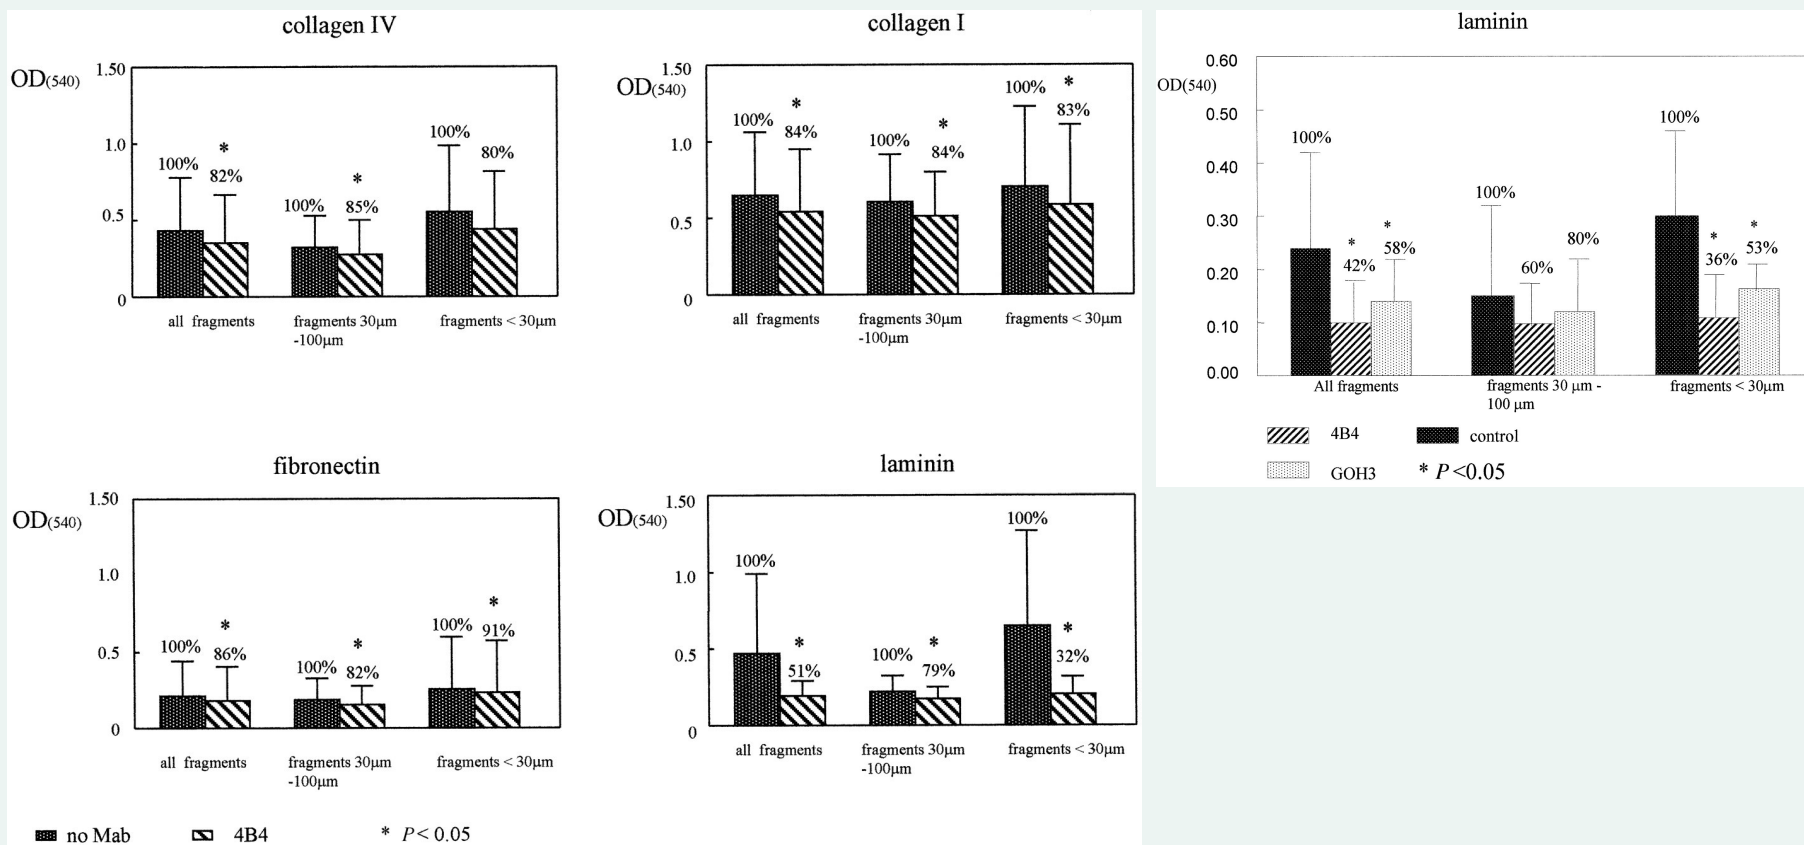 collagen IV
OD(540)
1.50
1.0
0.5
0
100%
*
82%
100%
*
85%
100%
80%
all fragments
fragments 30μm
-100μm
fragments < 30μm
collagen I
OD(540)
1.50
1.0
0.5
0
100%
*
84%
100%
*
84%
100%
*
83%
all fragments
fragments 30μm
-100μm
fragments < 30μm
laminin
OD(540)
0.60
0.50
0.40
0.30
0.20
0.10
0.00
100%
*
42%
*
58%
100%
60%
80%
100%
*
36%
*
53%
All fragments
fragments 30 μm -
100 μm
fragments < 30μm
4B4
control
GOH3
* P <0.05
fibronectin
OD(540)
1.50
1.0
0.5
0
100%
*
86%
100%
*
82%
100%
*
91%
all fragments
fragments 30μm
-100μm
fragments < 30μm
laminin
OD(540)
1.50
1.0
0.5
0
100%
*
51%
100%
*
79%
100%
*
32%
all fragments
fragments 30μm
-100μm
fragments < 30μm
no Mab
4B4
* P< 0.05